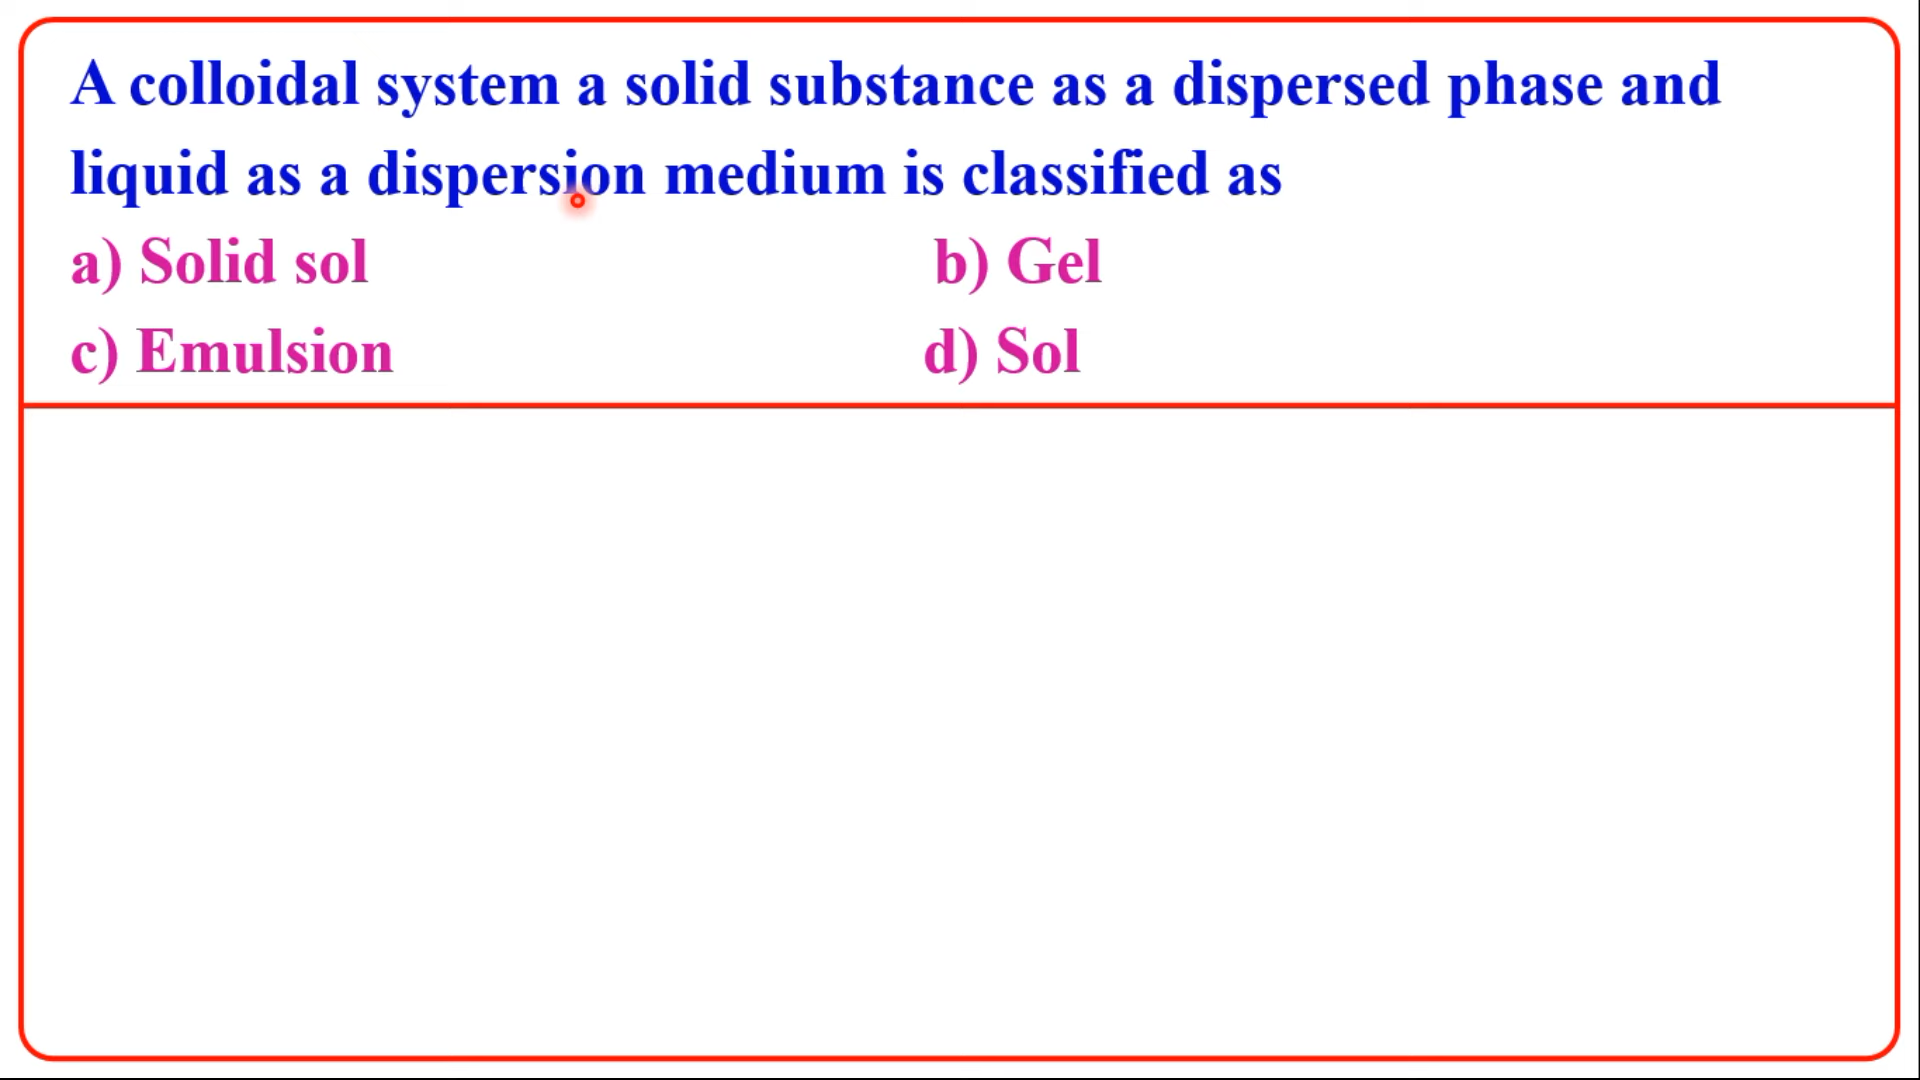 A colloidal system a solid substance as a dispersed phase and
liquid as a dispersion medium is classified as
a) Solid sol b) Gel
c) Emulsion d) Sol